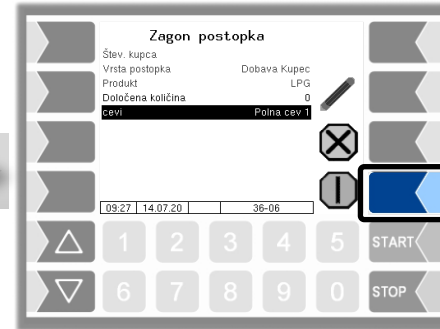 Zagon postopka
Štev. kupca
Vrsta postopka Dobava Kupec
Produkt LPG
Določena količina 0
cevi Polna cev 1
09:27 14.07.20 36-06
1 2 3 4 5 START
6 7 8 9 0 STOP